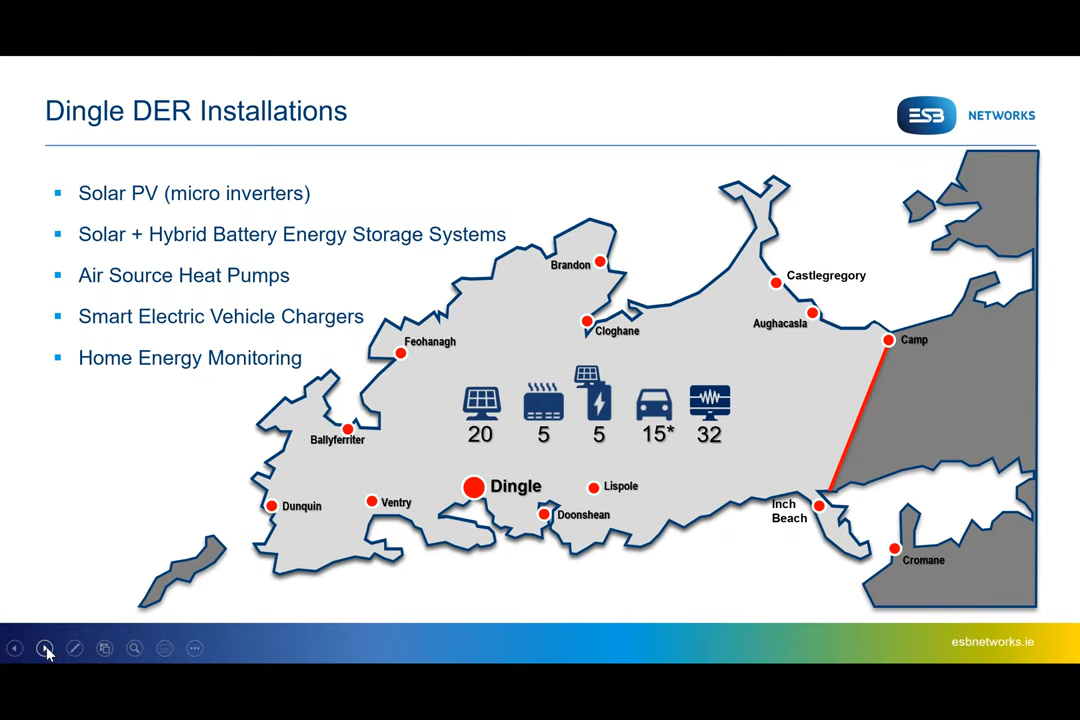 Dingle DER Installations
ESB NETWORKS
Solar PV (micro inverters)
Solar + Hybrid Battery Energy Storage Systems
Air Source Heat Pumps
Smart Electric Vehicle Chargers
Home Energy Monitoring
Brandon
Castlegregory
Cloghane
Aughacasla
Feohanagh
Camp
20
5
5
15*
32
Ballyferriter
Dingle
Lispole
Dunquin
Ventry
Doonshean
Inch
Beach
Cromane
esbnetworks.ie